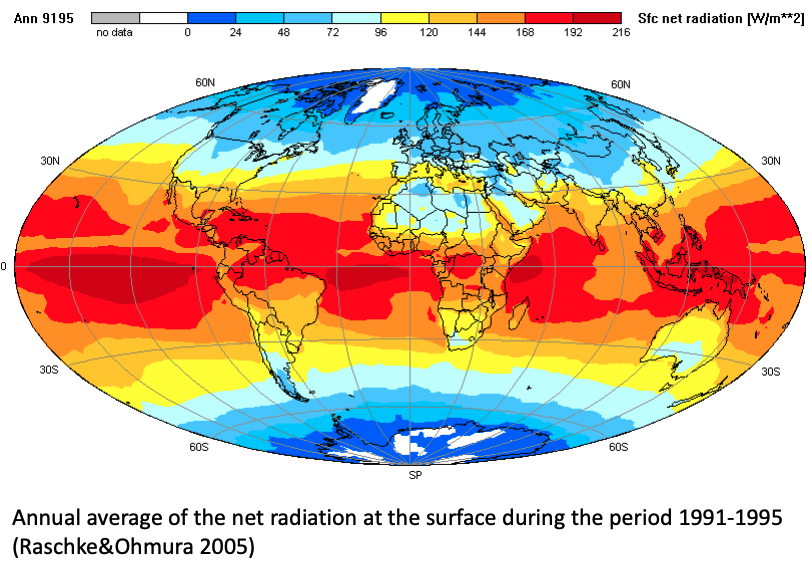 Ann 9195
Sfc net radiation [W/m**2]
no data 0 24 48 72 96 120 144 168 192 216
60N 60N
30N 30N
0
30S 30S
60S 60S
SP
Annual average of the net radiation at the surface during the period 1991-1995
(Raschke&Ohmura 2005)